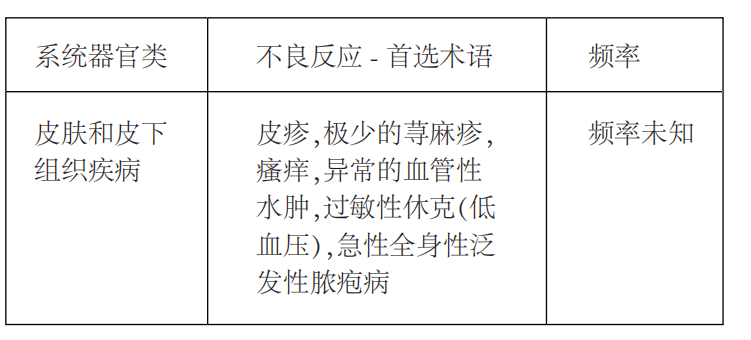 系统器官类
不良反应 - 首选术语
频率
皮肤和皮下
组织疾病
皮疹,极少的荨麻疹,
瘙痒,异常的血管性
水肿,过敏性休克(低
血压),急性全身性泛
发性脓疱病
频率未知